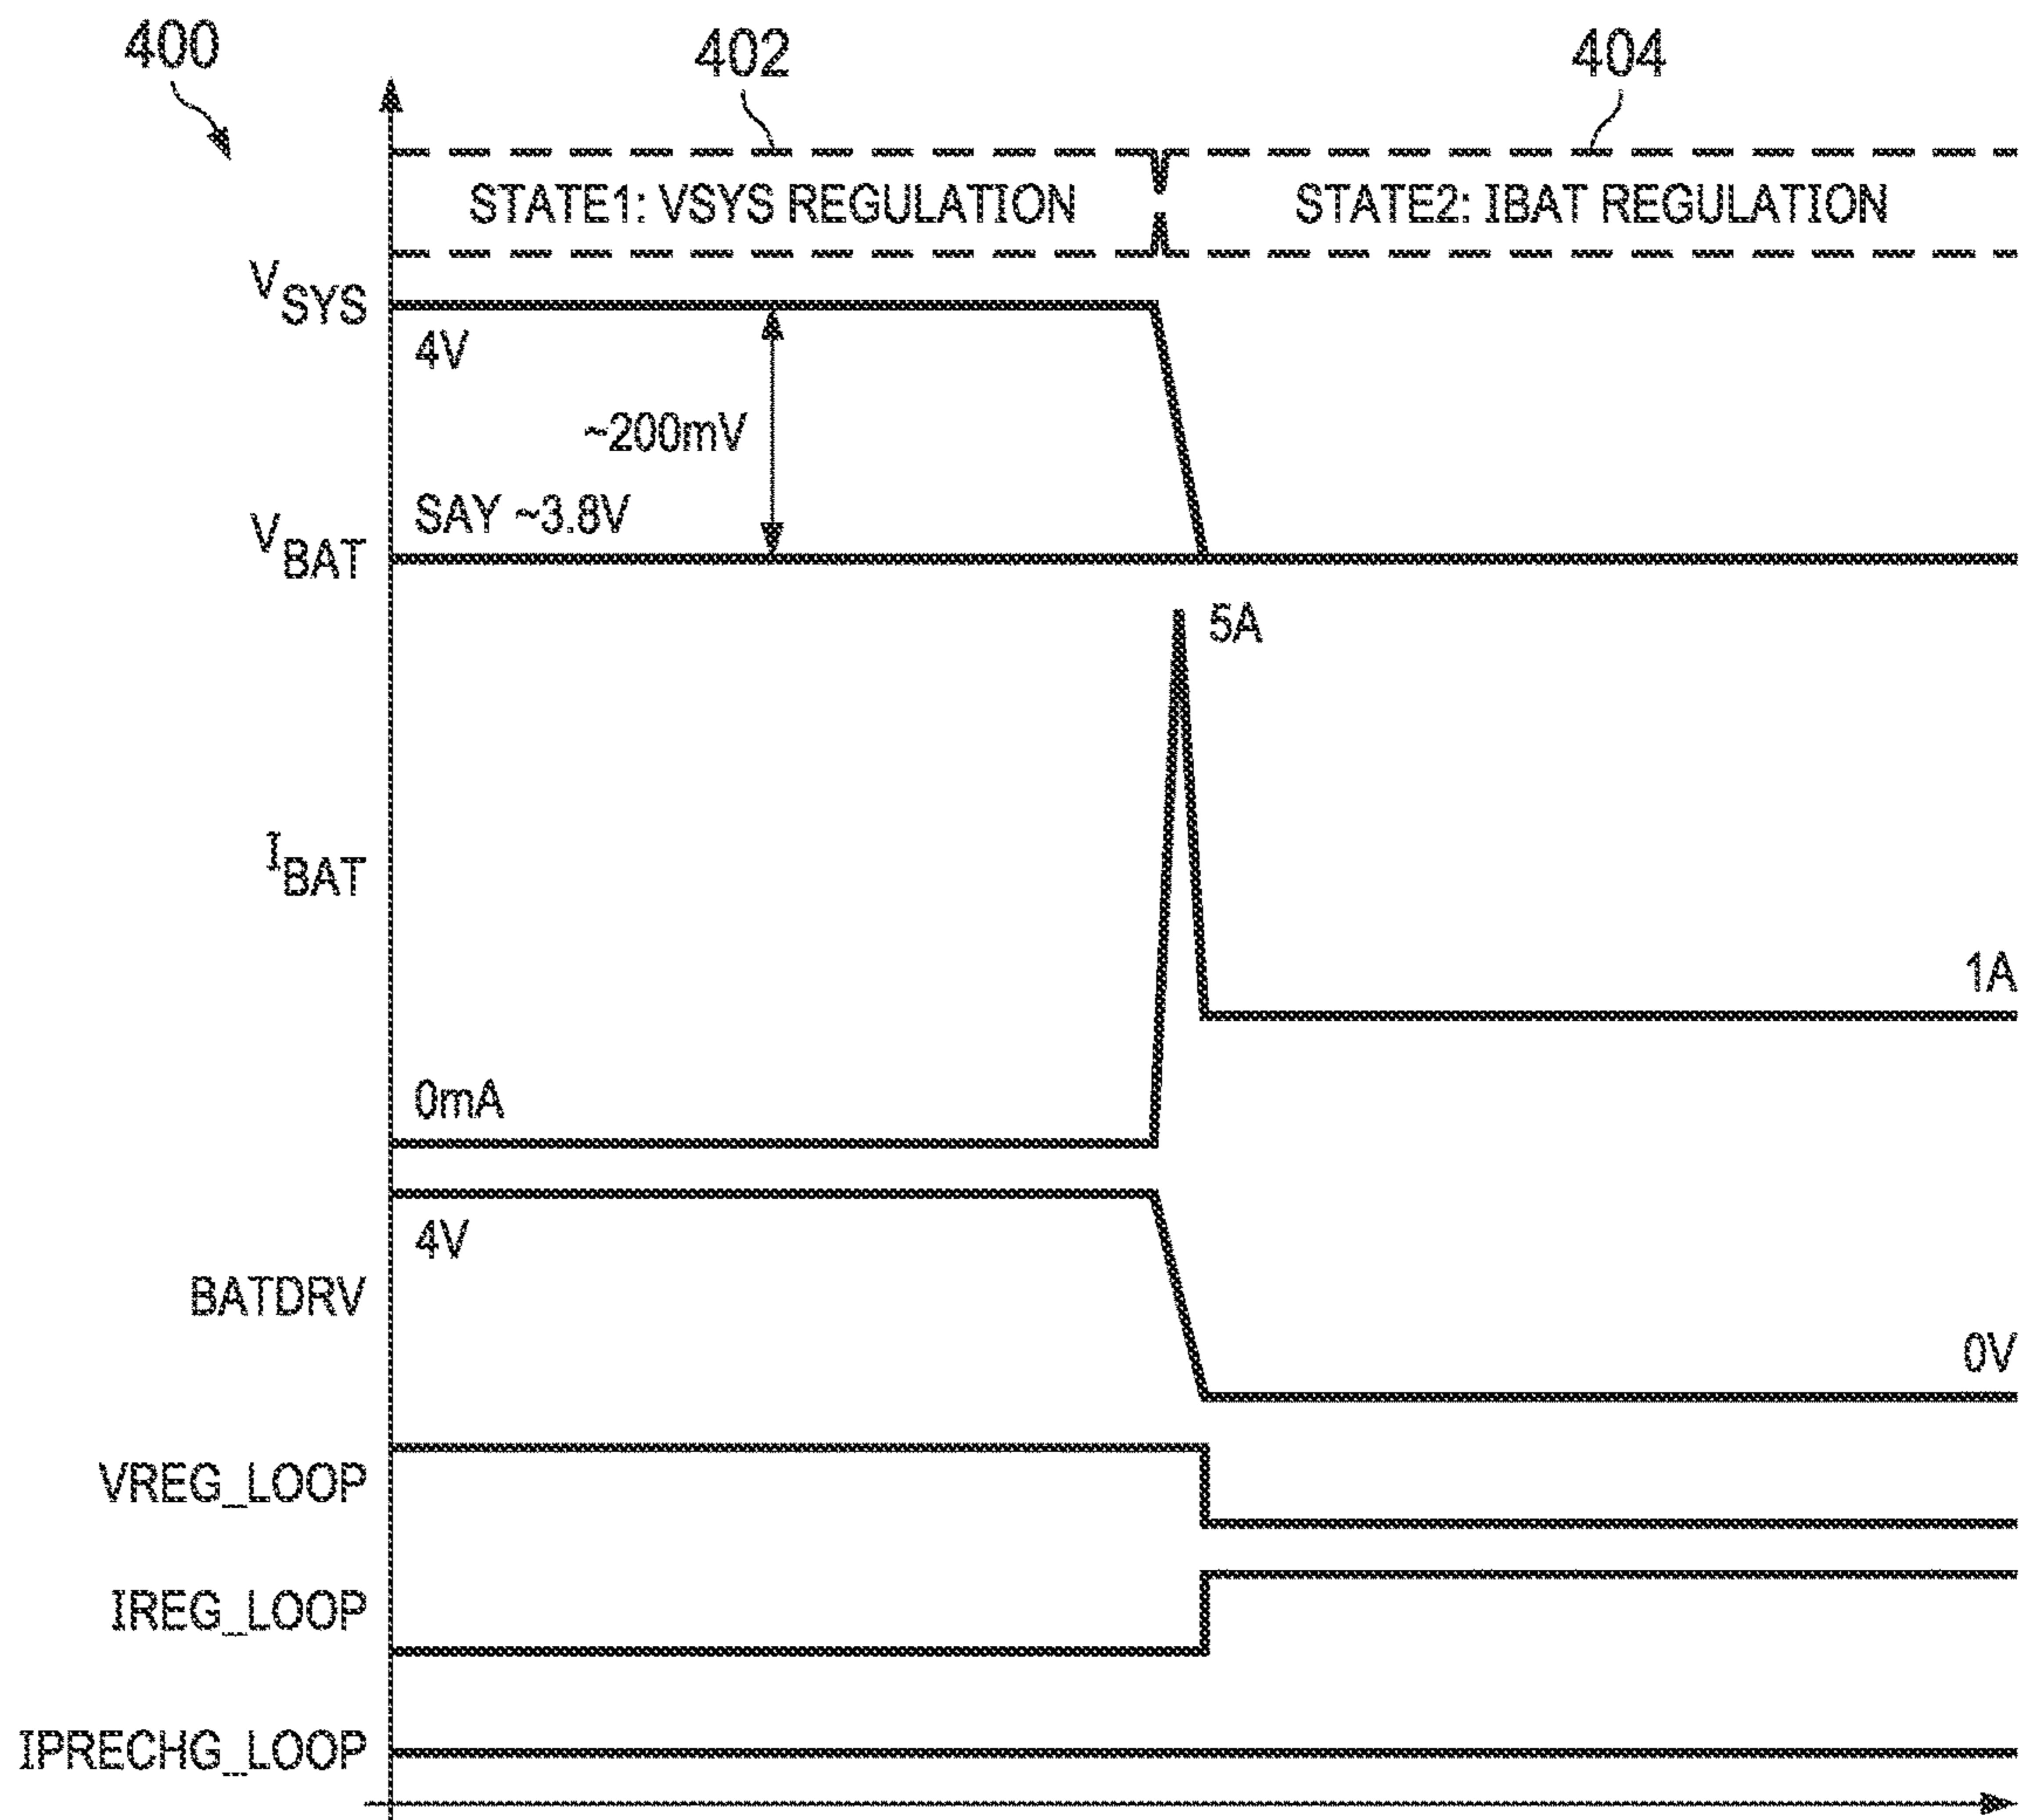 400
402
404
STATE1: VSYS REGULATION
STATE2: IBAT REGULATION
VSYS
4V
~200mV
SAY ~3.8V
VBAT
5A
IBAT
1A
0mA
4V
BATDRV
0V
VREG_LOOP
IREG_LOOP
IPRECHG_LOOP